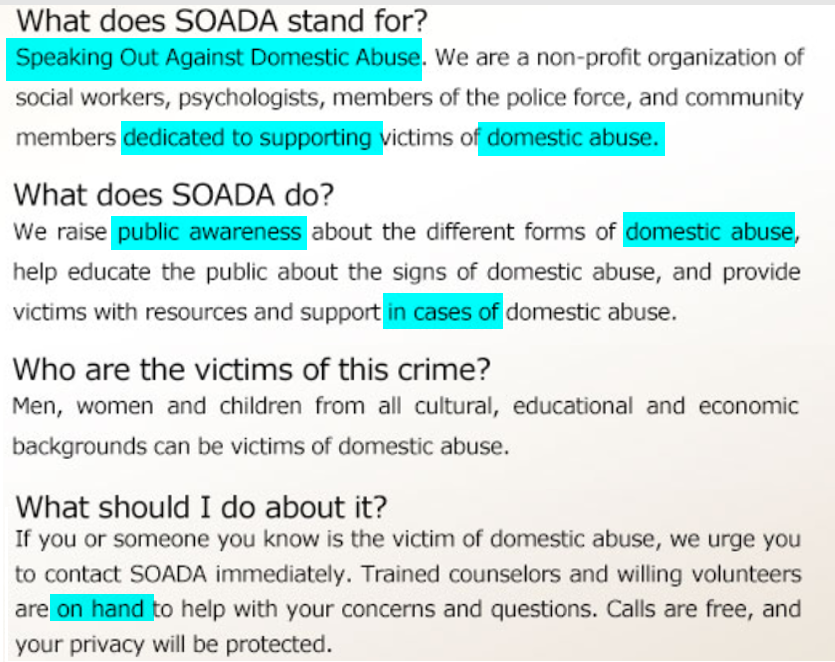 What does SOADA stand for?
Speaking Out Against Domestic Abuse. We are a non-profit organization of
social workers, psychologists, members of the police force, and community
members dedicated to supporting victims of domestic abuse.
What does SOADA do?
We raise public awareness about the different forms of domestic abuse,
help educate the public about the signs of domestic abuse, and provide
victims with resources and support in cases of domestic abuse.
Who are the victims of this crime?
Men, women and children from all cultural, educational and economic
backgrounds can be victims of domestic abuse.
What should I do about it?
If you or someone you know is the victim of domestic abuse, we urge you
to contact SOADA immediately. Trained counselors and willing volunteers
are on hand to help with your concerns and questions. Calls are free, and
your privacy will be protected.